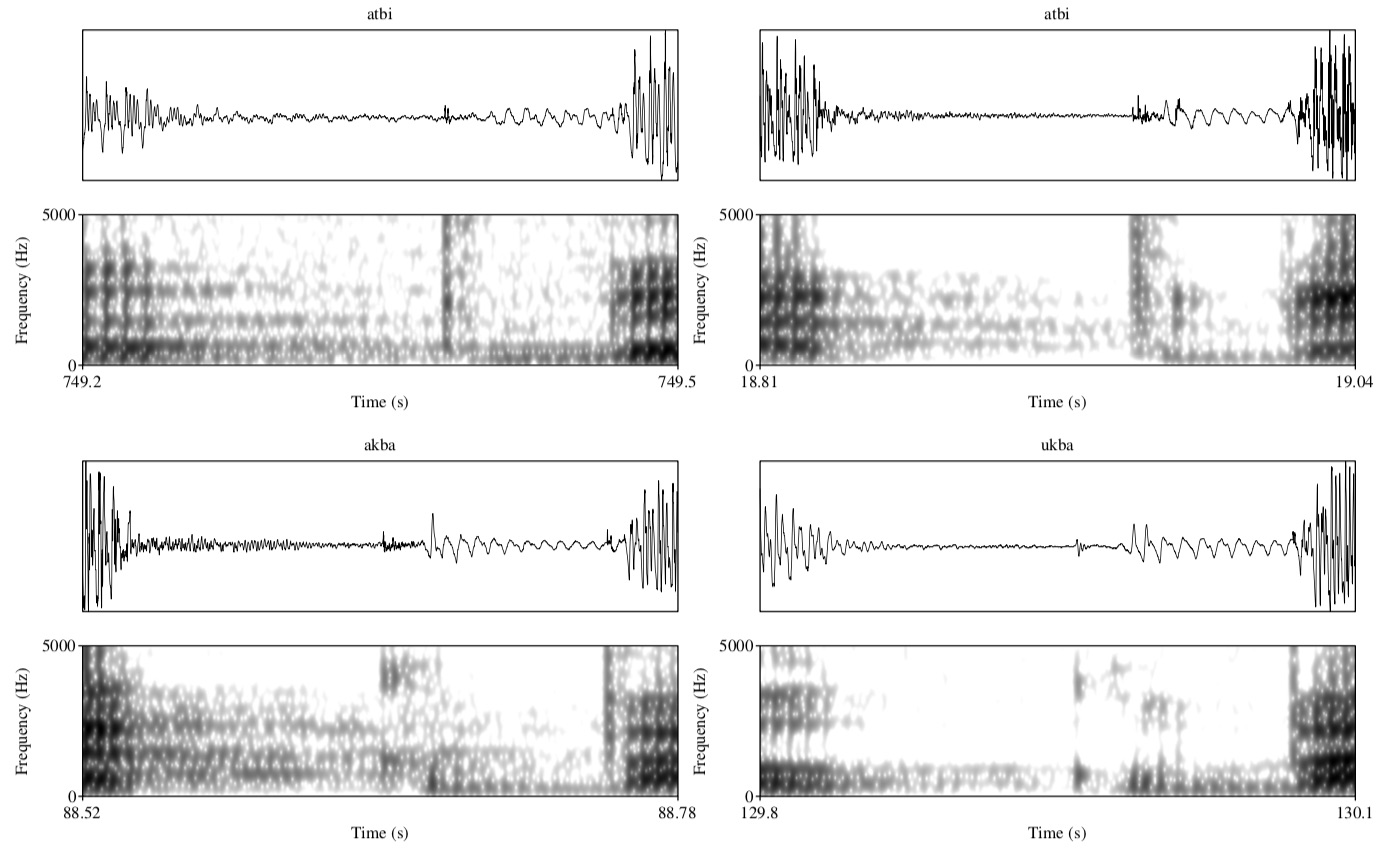 atbi atbi
5000 5000
Frequency (Hz) Frequency (Hz)
0 0
749.2 749.5 18.81 19.04
Time (s) Time (s)
akba ukba
5000 5000
Frequency (Hz) Frequency (Hz)
0 0
88.52 88.78 129.8 130.1
Time (s) Time (s)